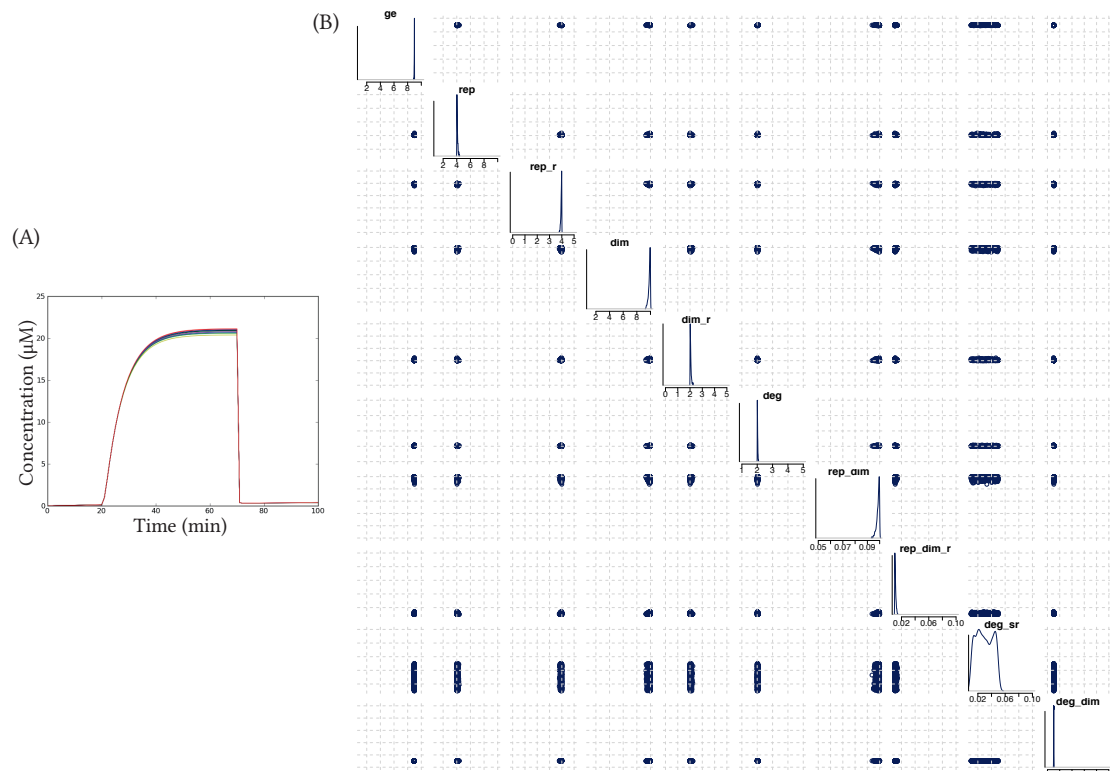 (A)
Concentration (μM)
25
20
15
10
5
0
0 20 40 60 80 100
Time (min)
(B)
ge
2 4 6 8
rep
2 4 6 8
rep_r
0 1 2 3 4 5
dim
2 4 6 8
dim_r
0 1 2 3 4 5
deg
1 2 3 4 5
rep_dim
0.05 0.07 0.09
rep_dim_r
0.02 0.06 0.10
deg_sr
0.02 0.06 0.10
deg_dim